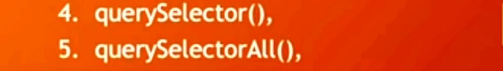 4. querySelector(),
5. querySelectorAll(),